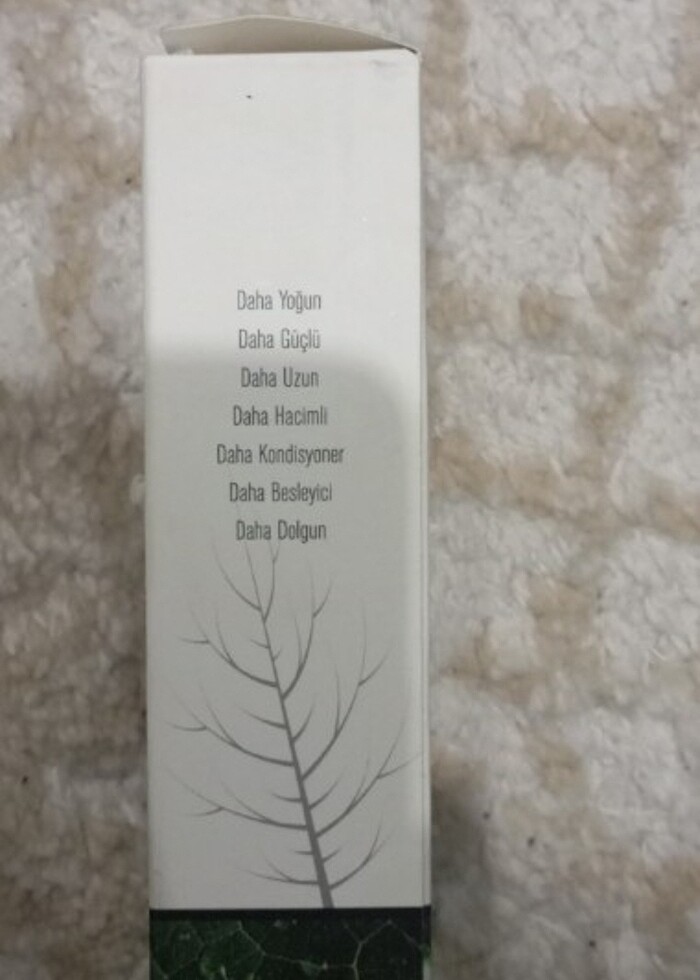 Daha Yoğun
Daha Güçlü
Daha Uzun
Daha Hacimli
Daha Kondisyoner
Daha Besleyici
Daha Dolgun